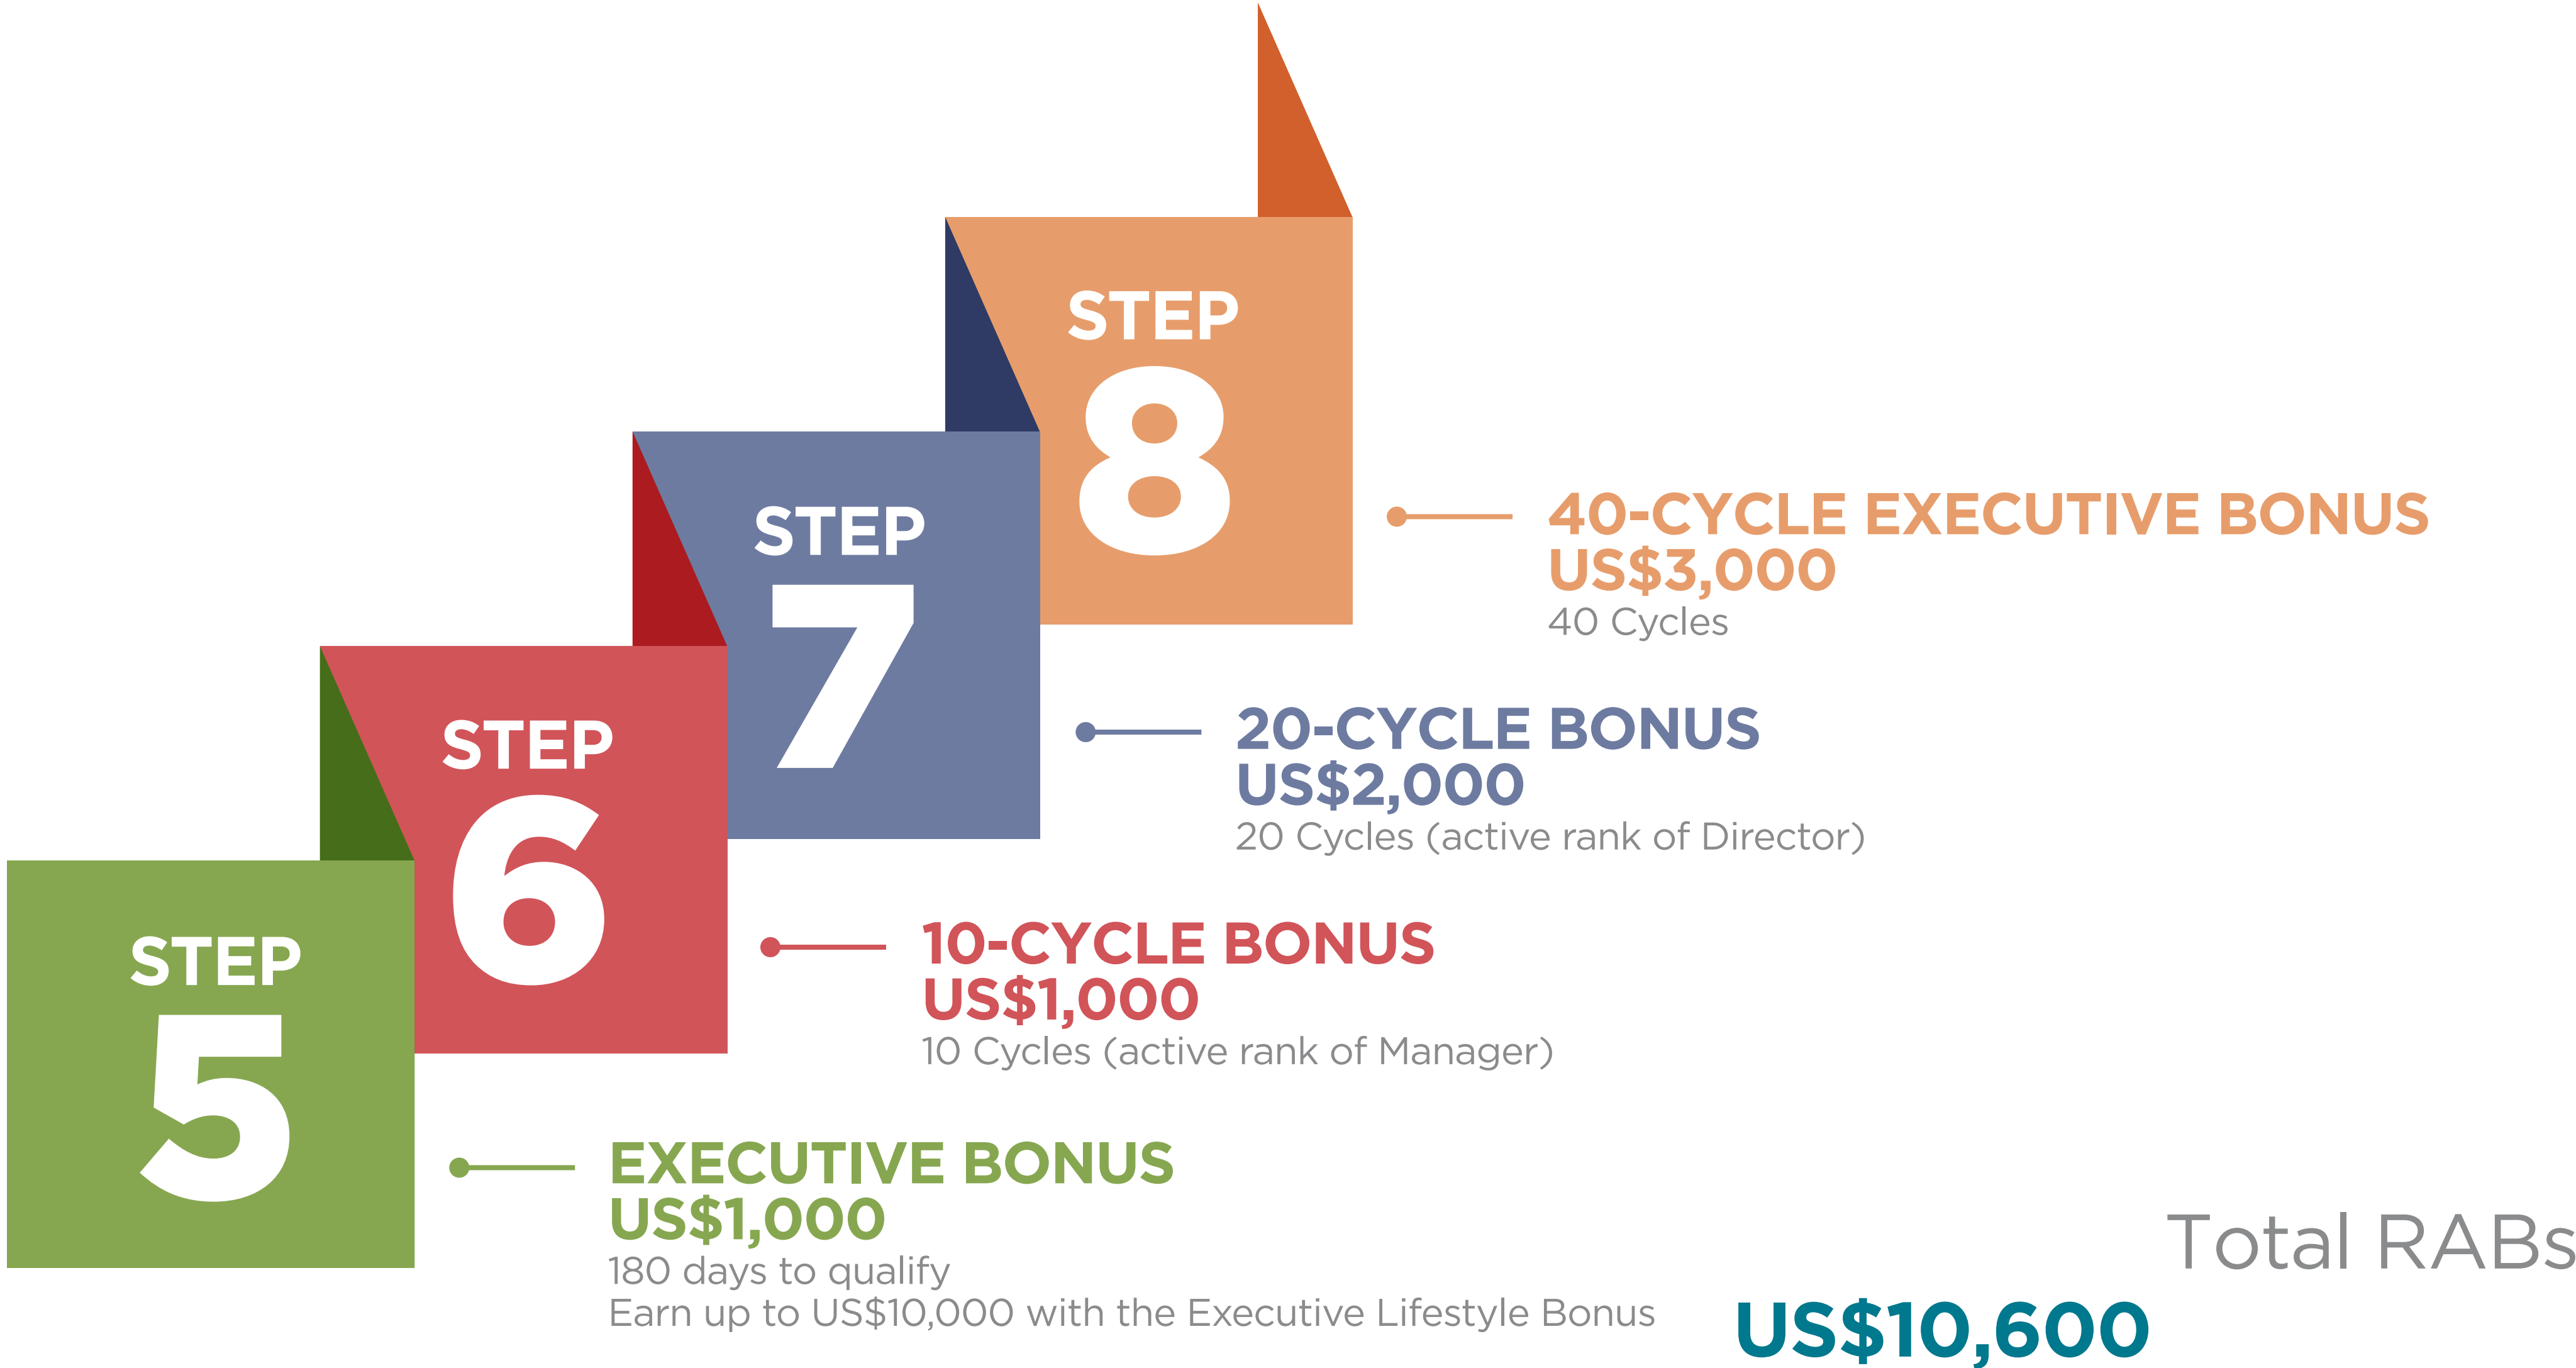 STEP
8
40-CYCLE EXECUTIVE BONUS
US$3,000
40 Cycles
STEP
7
20-CYCLE BONUS
US$2,000
20 Cycles (active rank of Director)
STEP
6
10-CYCLE BONUS
US$1,000
10 Cycles (active rank of Manager)
STEP
5
EXECUTIVE BONUS
US$1,000
180 days to qualify
Earn up to US$10,000 with the Executive Lifestyle Bonus
Total RABs
US$10,600